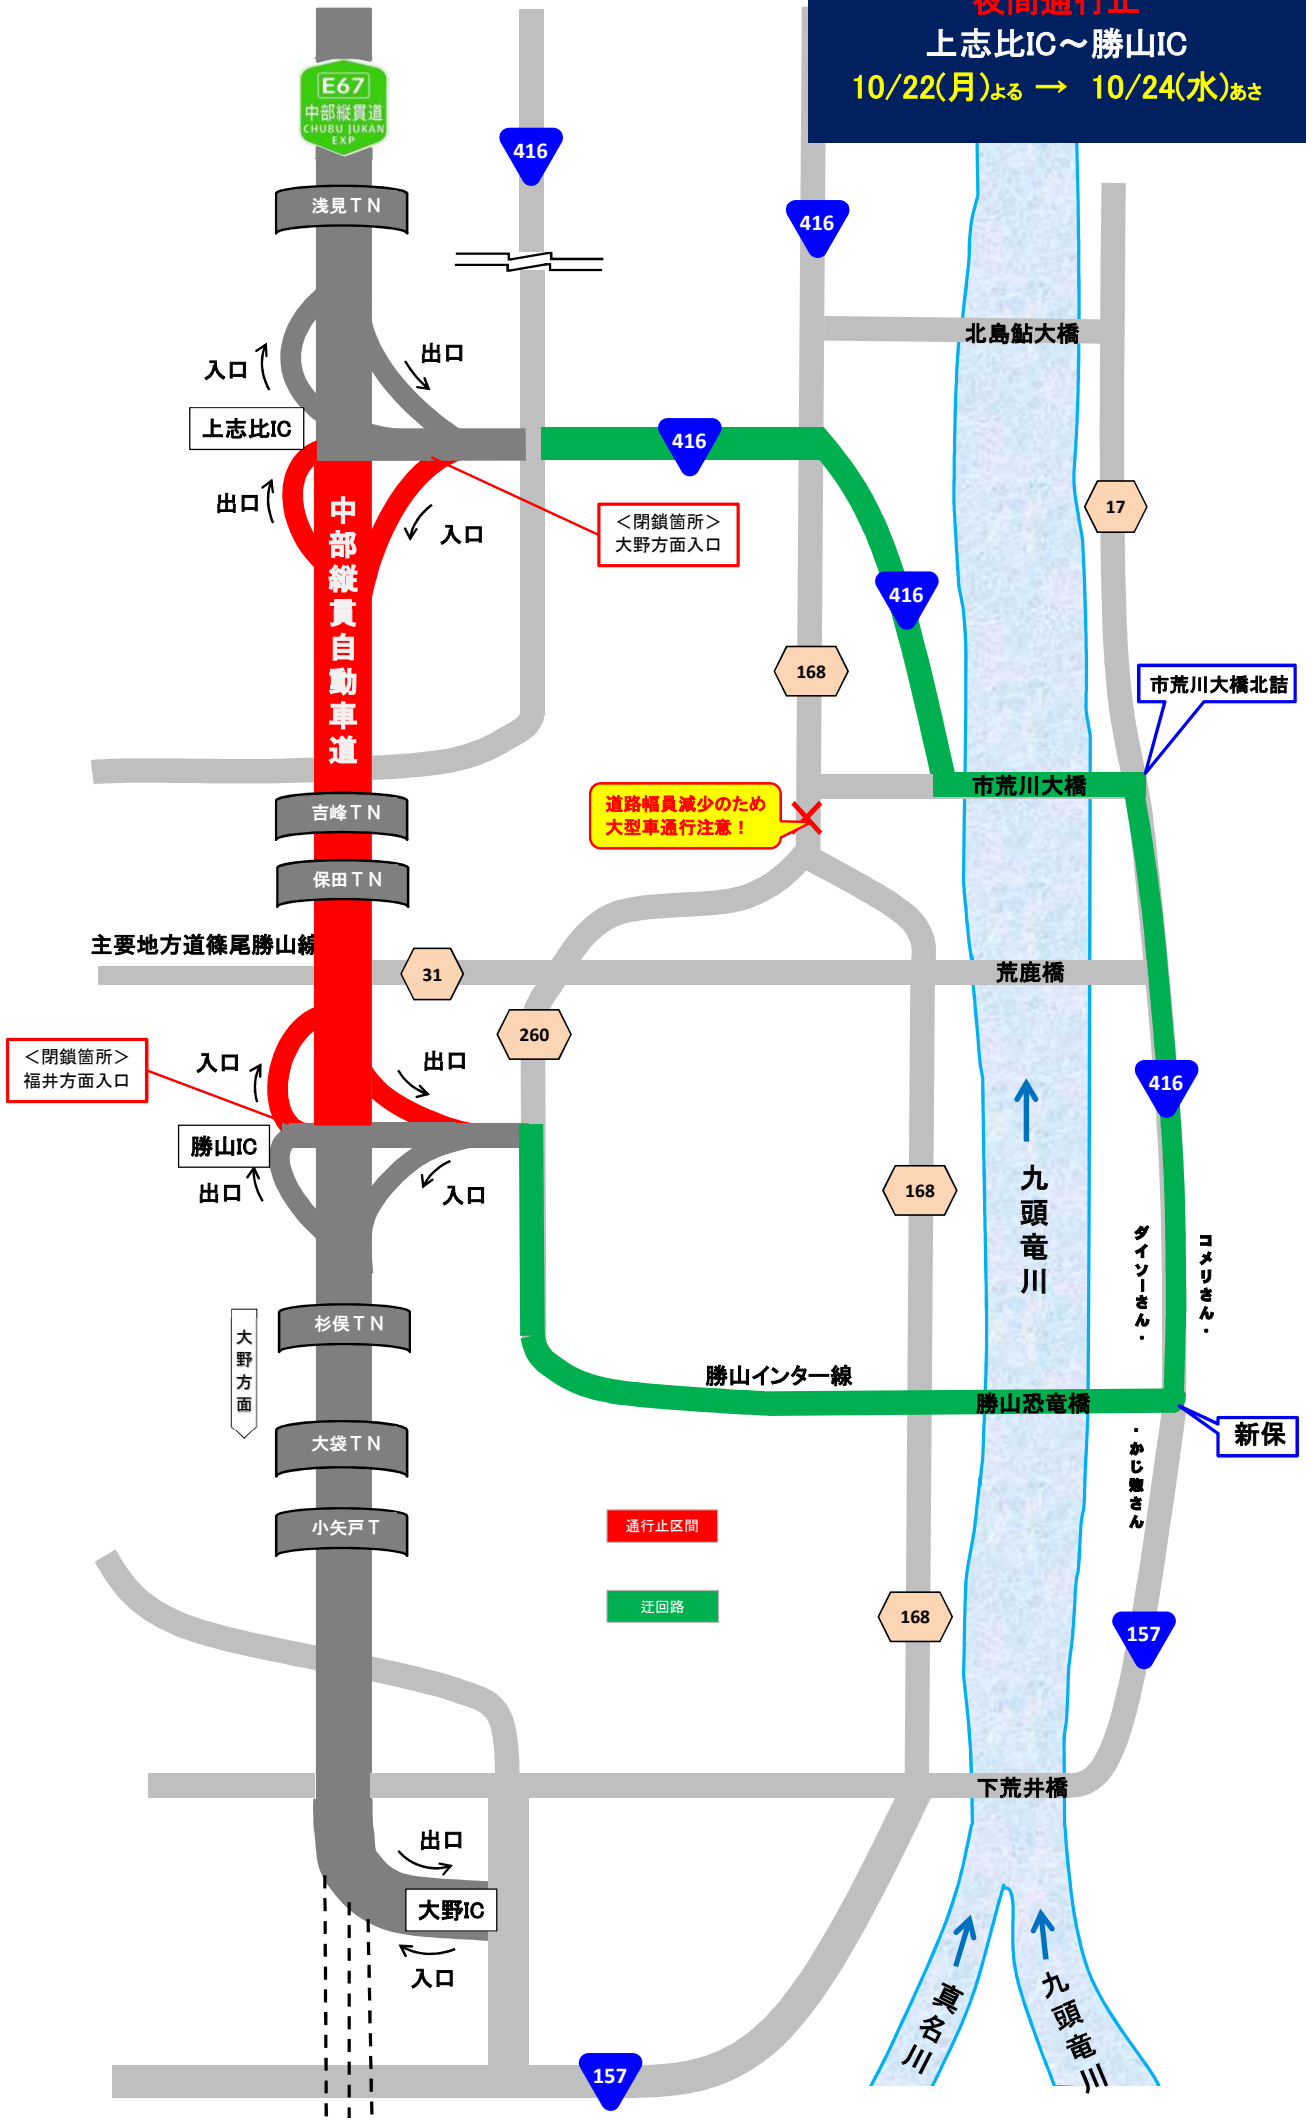 夜間通行止
上志比IC～勝山IC
10/22(月)よる → 10/24(水)あさ
E67
中部縦貫道
CHUBU JUKAN
EXP
416
浅見TN
416
北島鮎大橋
入口
出口
上志比IC
416
出口
入口
＜閉鎖箇所＞
大野方面入口
17
中部縦貫自動車道
416
168
市荒川大橋北詰
市荒川大橋
道路幅員減少のため
大型車通行注意！
吉峰TN
保田TN
主要地方道篠尾勝山線
31
荒鹿橋
260
＜閉鎖箇所＞
福井方面入口
入口
出口
416
勝山IC
出口
入口
168
九頭竜川
ダイソーさん・
コメリさん・
杉俣TN
大野方面
勝山インター線
勝山恐竜橋
新保
・かじ惣さん
大袋TN
小矢戸T
通行止区間
迂回路
168
157
下荒井橋
出口
大野IC
入口
真名川
九頭竜川
157